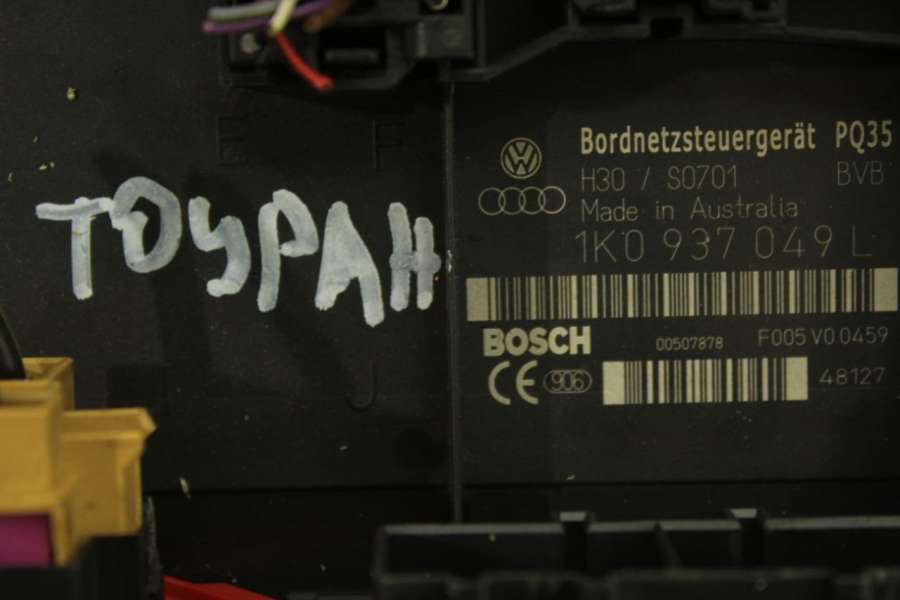 ТОУРАН
E
F
J
Bordnetzsteuergerät PQ35
H30 / S0701 BVB
Made in Australia
1K0 937 049 L
BOSCH 00507878 F005 V0 0459
CE 906 48127